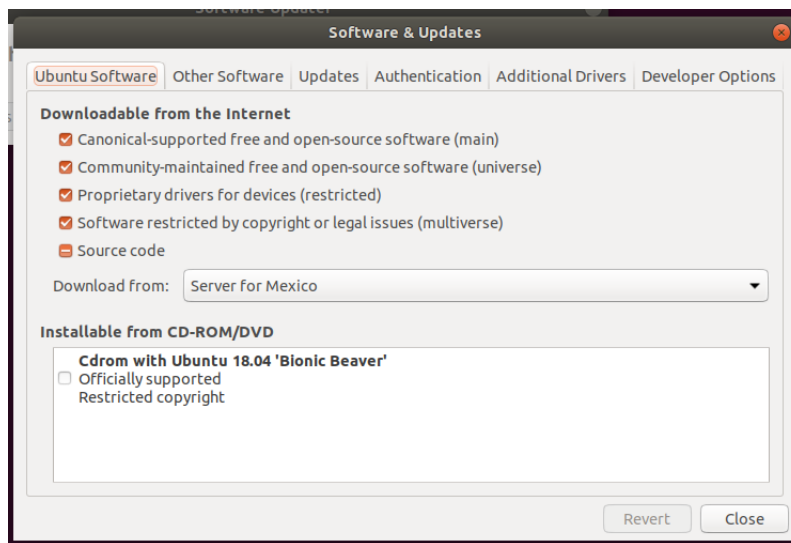 Software Updater
Software & Updates
Ubuntu Software
Other Software
Updates
Authentication
Additional Drivers
Developer Options
Downloadable from the Internet
Canonical-supported free and open-source software (main)
Community-maintained free and open-source software (universe)
Proprietary drivers for devices (restricted)
Software restricted by copyright or legal issues (multiverse)
Source code
Download from:
Server for Mexico
Installable from CD-ROM/DVD
Cdrom with Ubuntu 18.04 'Bionic Beaver'
Officially supported
Restricted copyright
Revert
Close